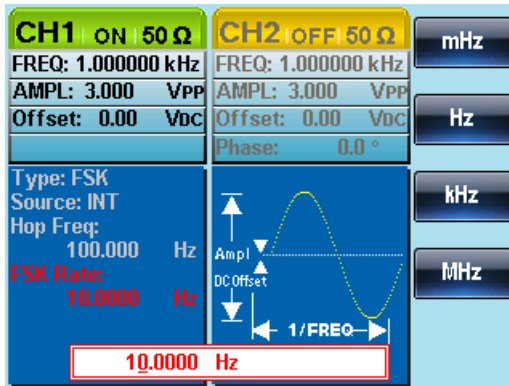 CH1 ON 50 Ω
FREQ: 1.000000 kHz
AMPL: 3.000 VPP
Offset: 0.00 VDC
CH2 OFF 50 Ω
FREQ: 1.000000 kHz
AMPL: 3.000 VPP
Offset: 0.00 VDC
Phase: 0.0 °
Type: FSK
Source: INT
Hop Freq:
100.000 Hz
FSK Rate:
10.0000 Hz
Ampl
DC Offset
1/FREQ
10.0000 Hz
mHz
Hz
kHz
MHz